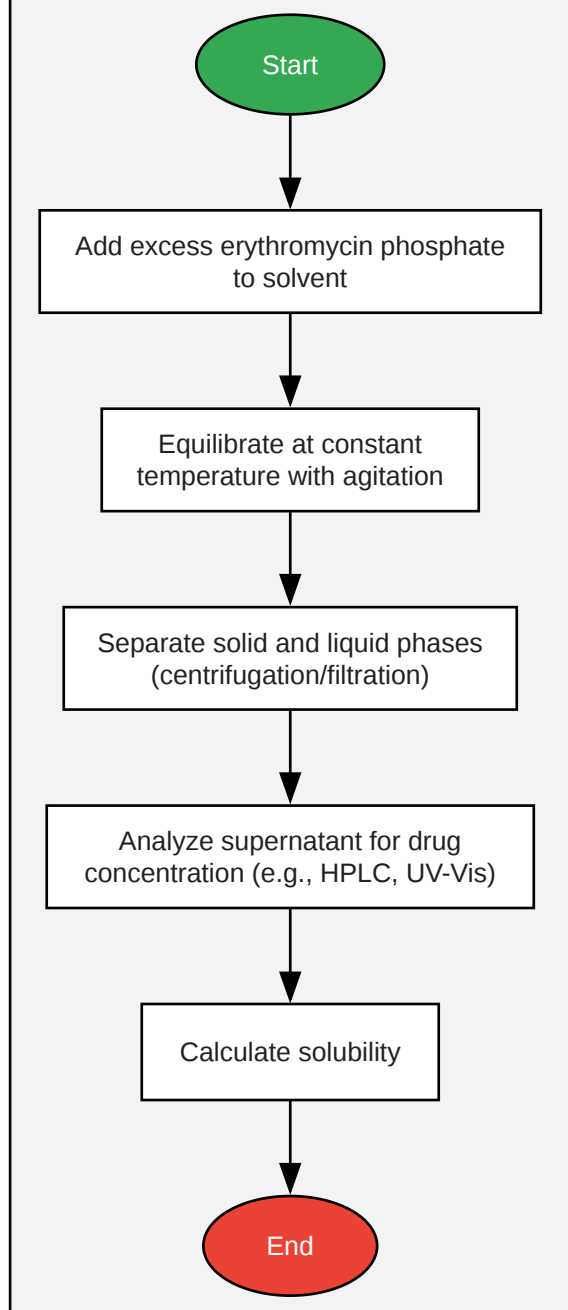 Start
Add excess erythromycin phosphate
to solvent
Equilibrate at constant
temperature with agitation
Separate solid and liquid phases
(centrifugation/filtration)
Analyze supernatant for drug
concentration (e.g., HPLC, UV-Vis)
Calculate solubility
End